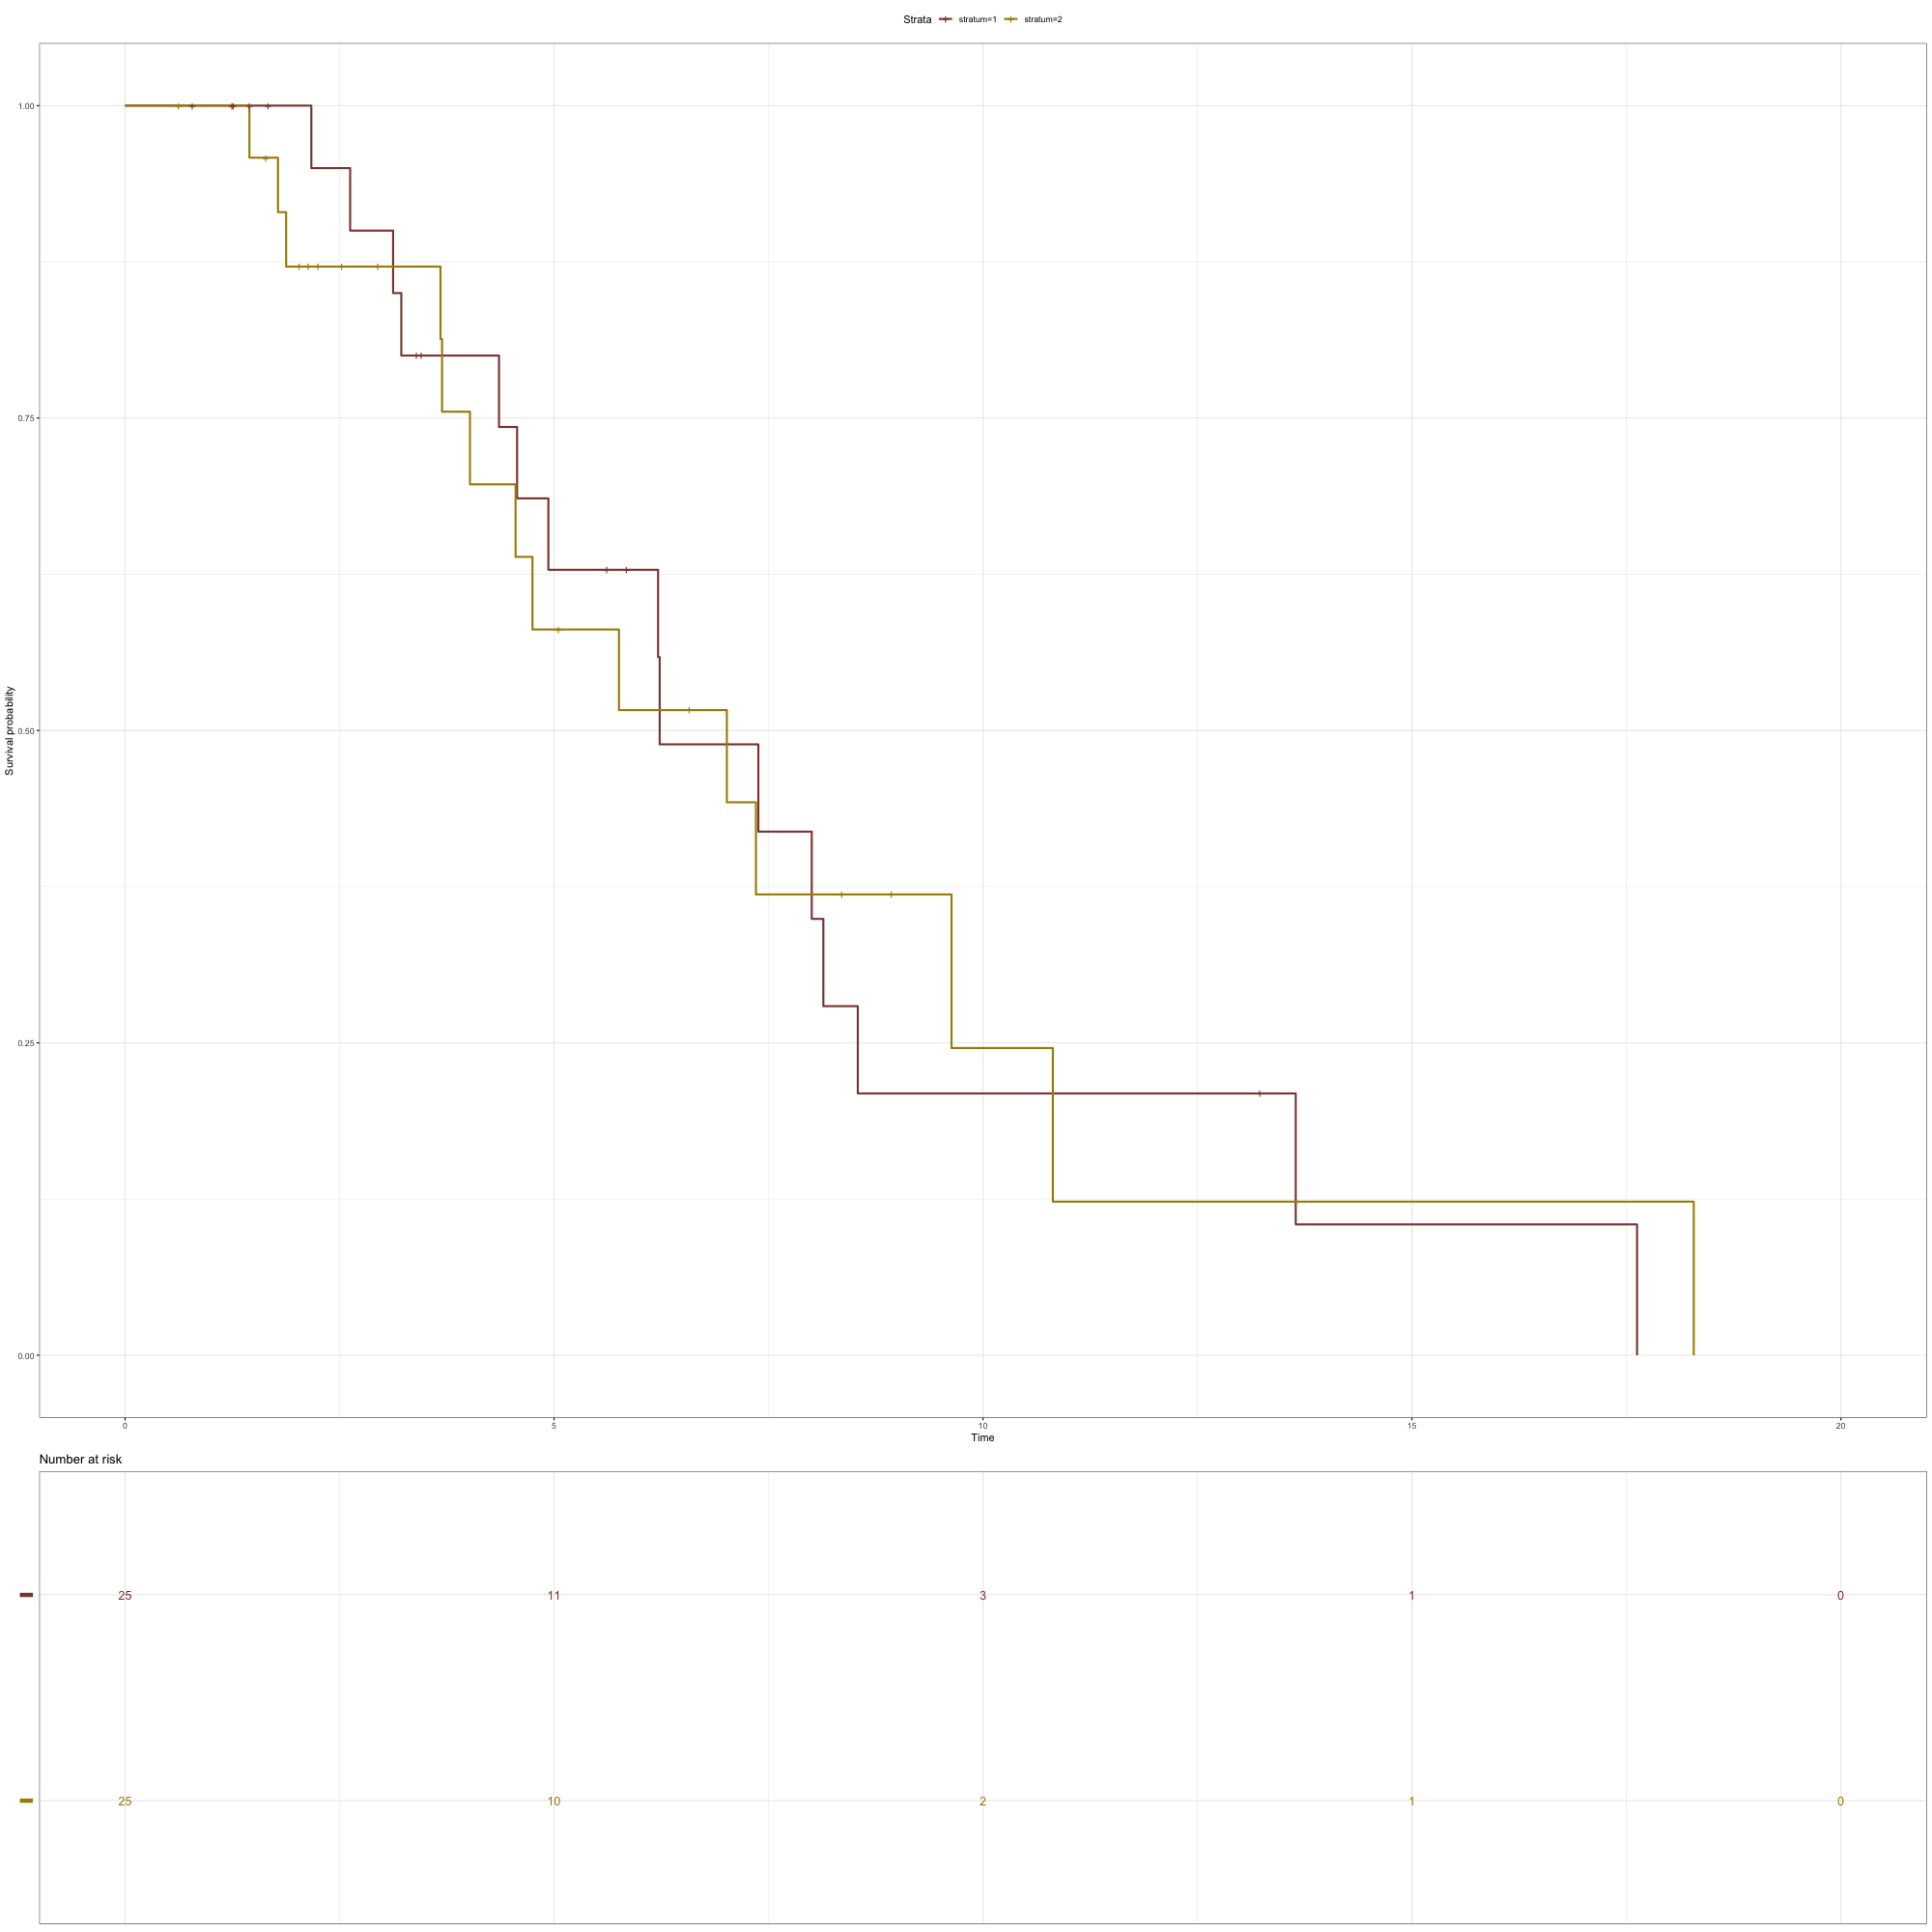 Strata stratum=1 stratum=2
1.00
0.75
0.50
0.25
0.00
Survival probability
0 5 10 15 20
Time
Number at risk
25 11 3 1 0
25 10 2 1 0